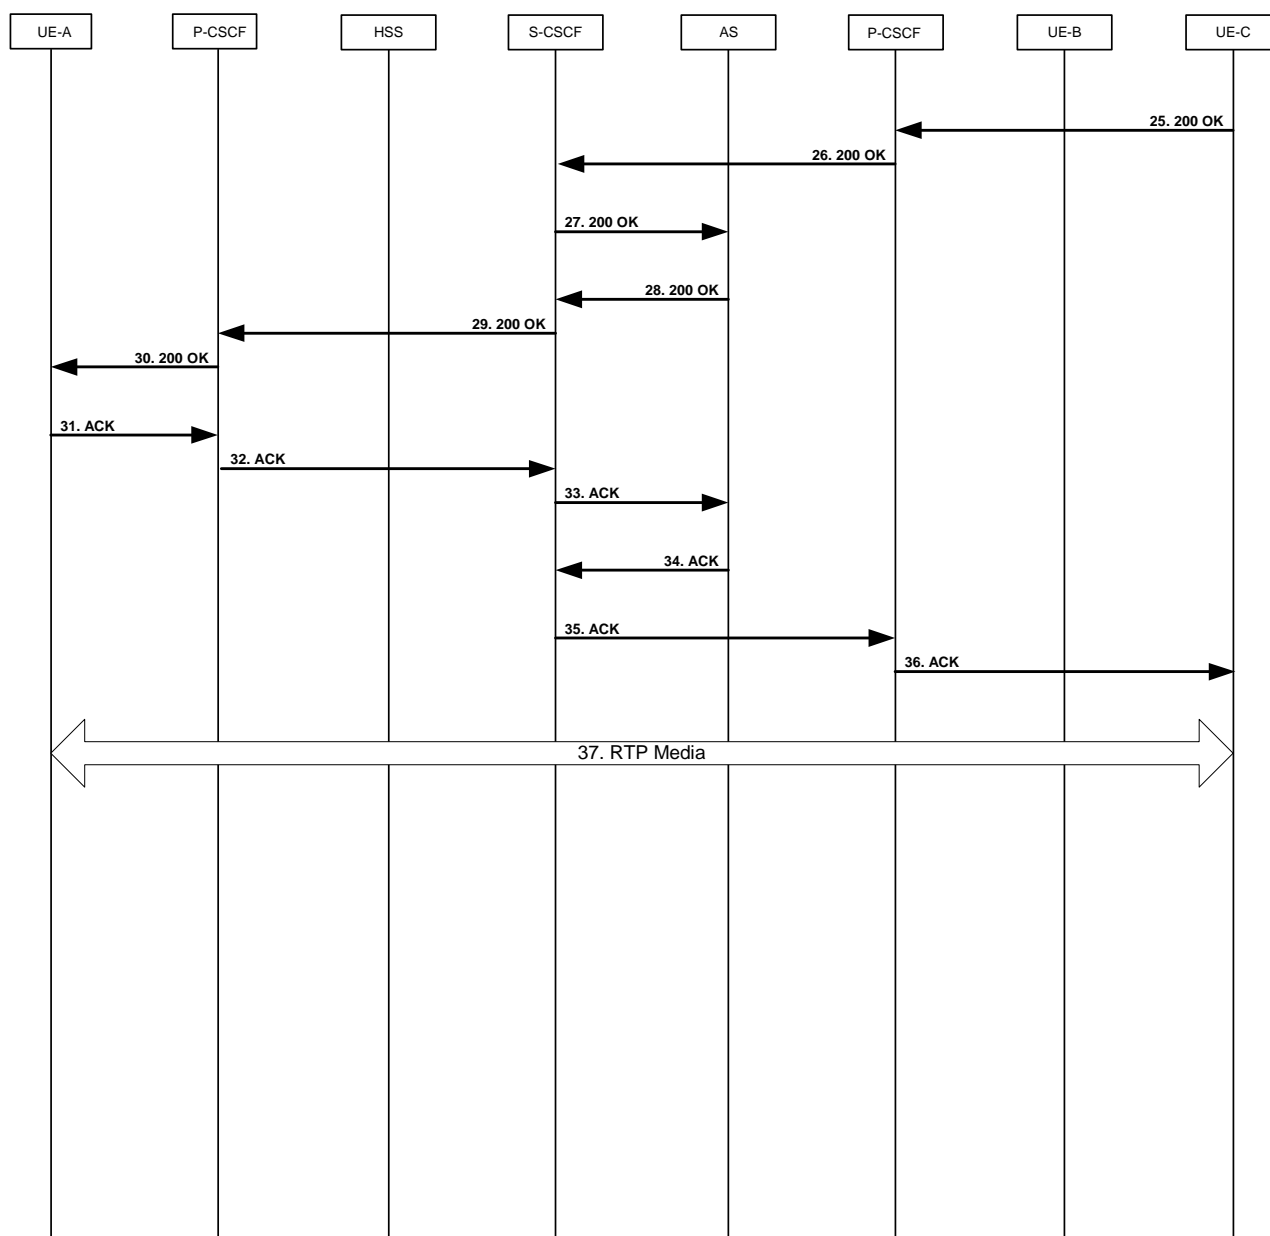 UE-A
P-CSCF
HSS
S-CSCF
AS
P-CSCF
UE-B
UE-C
25. 200 OK
26. 200 OK
27. 200 OK
28. 200 OK
29. 200 OK
30. 200 OK
31. ACK
32. ACK
33. ACK
34. ACK
35. ACK
36. ACK
37. RTP Media